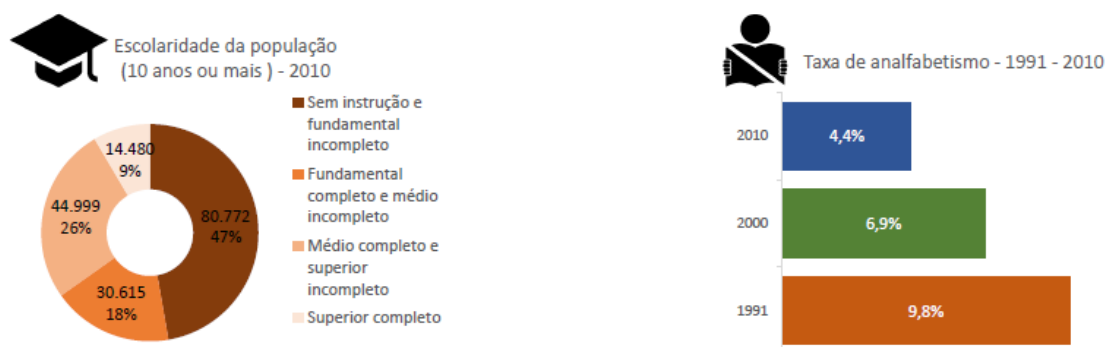 Escolaridade da população
(10 anos ou mais ) - 2010
Sem instrução e
fundamental
incompleto
Fundamental
completo e médio
incompleto
Médio completo e
superior
incompleto
Superior completo
14.480
9%
44.999
26%
80.772
47%
30.615
18%
Taxa de analfabetismo - 1991 - 2010
2010
4,4%
2000
6,9%
1991
9,8%